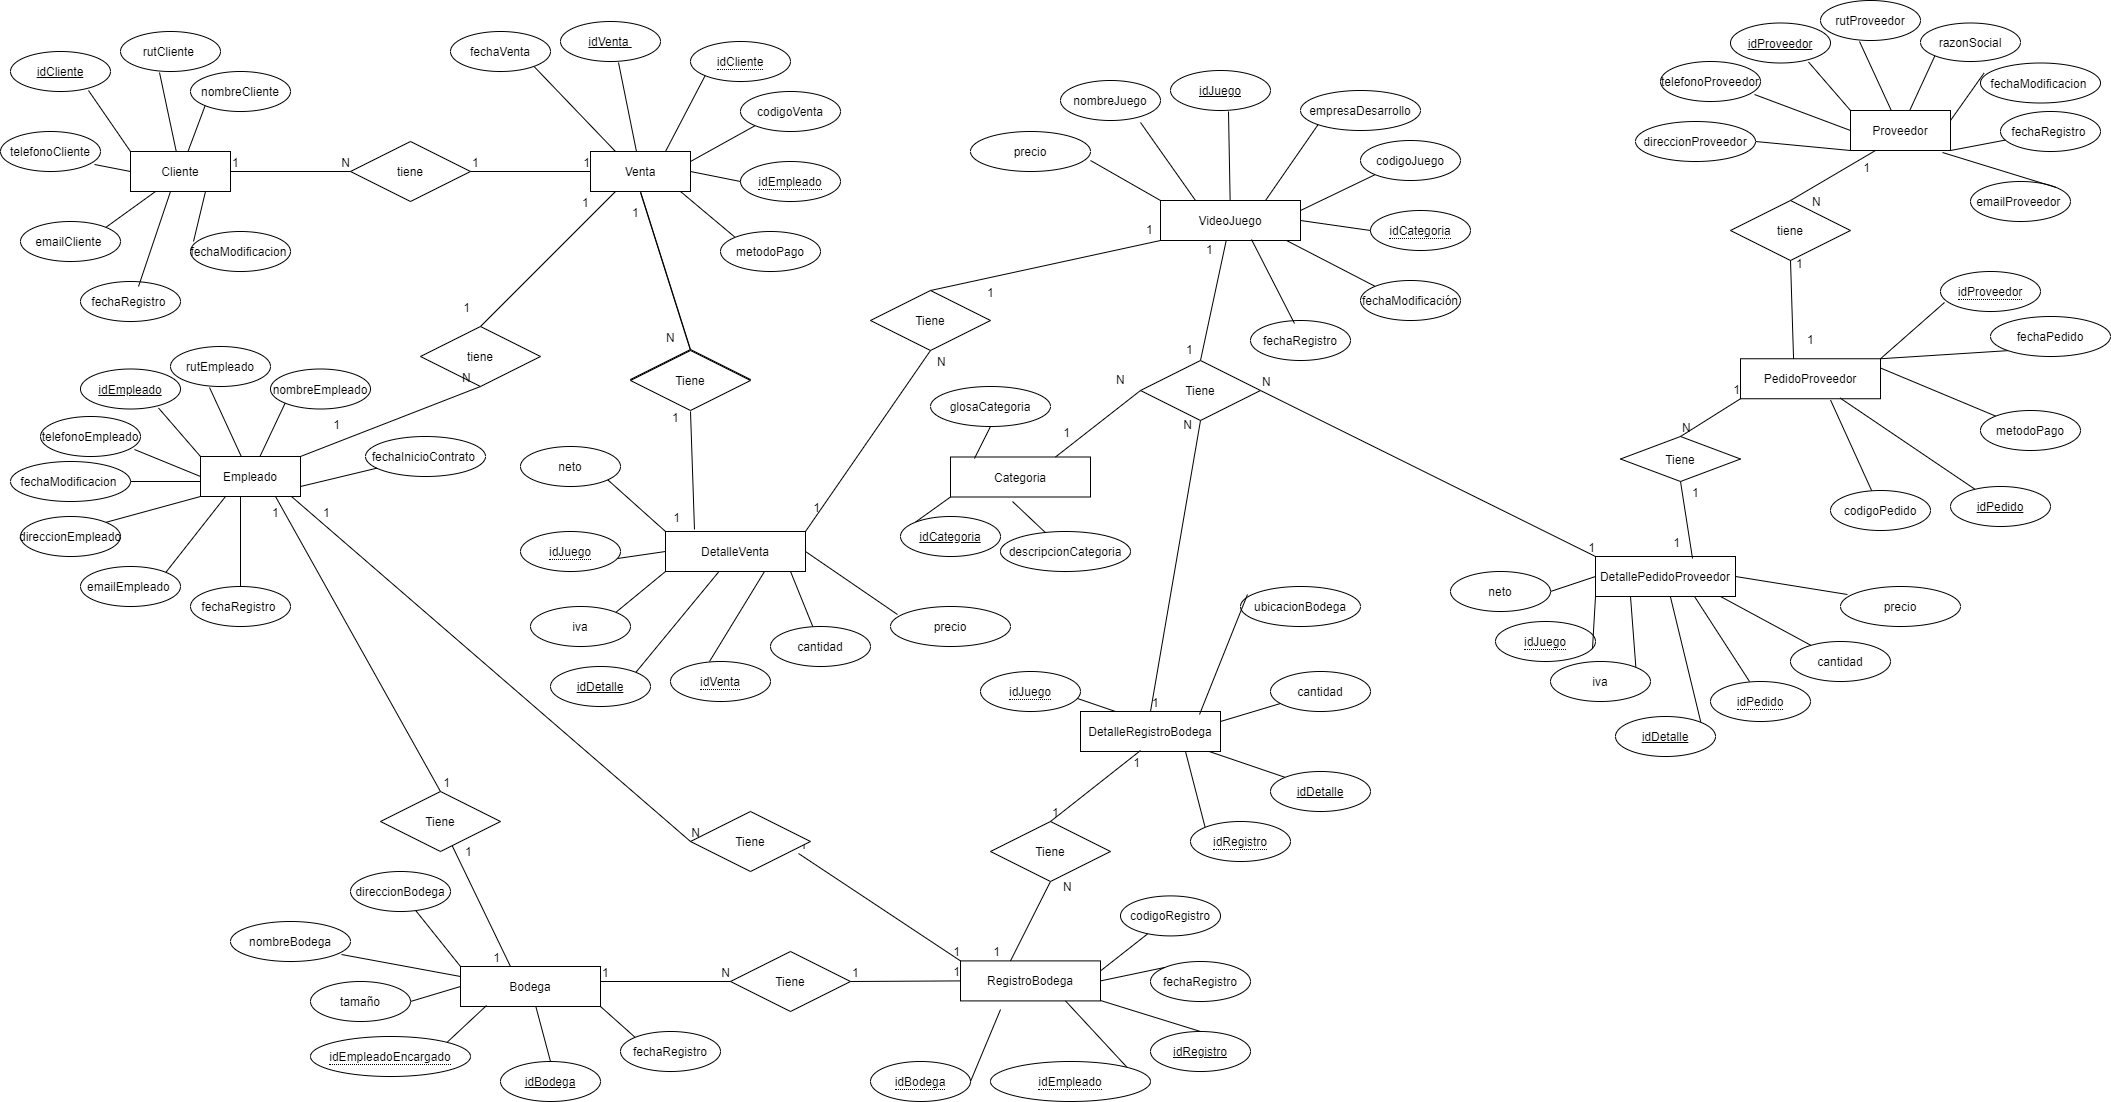 idCliente
rutCliente
nombreCliente
telefonoCliente
Cliente
emailCliente
fechaModificacion
fechaRegistro
1
N
tiene
1
1
fechaVenta
idVenta
idCliente
codigoVenta
Venta
idEmpleado
metodoPago
1
1
1
tiene
N
1
N
Tiene
1
1
rutEmpleado
idEmpleado
nombreEmpleado
telefonoEmpleado
fechaInicioContrato
fechaModificacion
Empleado
direccionEmpleado
emailEmpleado
fechaRegistro
1
1
neto
idJuego
DetalleVenta
iva
idDetalle
idVenta
cantidad
precio
1
N
Tiene
1
1
nombreJuego
idJuego
empresaDesarrollo
precio
codigoJuego
VideoJuego
idCategoria
fechaModificación
fechaRegistro
1
1
N
Tiene
N
N
1
glosaCategoria
Categoria
idCategoria
descripcionCategoria
1
idProveedor
rutProveedor
razonSocial
telefonoProveedor
fechaModificacion
direccionProveedor
Proveedor
fechaRegistro
emailProveedor
1
N
tiene
1
1
idProveedor
fechaPedido
PedidoProveedor
metodoPago
idPedido
codigoPedido
1
N
Tiene
1
1
DetallePedidoProveedor
neto
idJuego
iva
idDetalle
idPedido
cantidad
precio
ubicacionBodega
idJuego
cantidad
1
DetalleRegistroBodega
idDetalle
idRegistro
1
1
Tiene
N
1
1
Tiene
1
1
N
Tiene
1
1
direccionBodega
nombreBodega
Bodega
tamaño
idEmpleadoEncargado
idBodega
fechaRegistro
1
N
Tiene
1
1
codigoRegistro
RegistroBodega
fechaRegistro
idRegistro
idBodega
idEmpleado